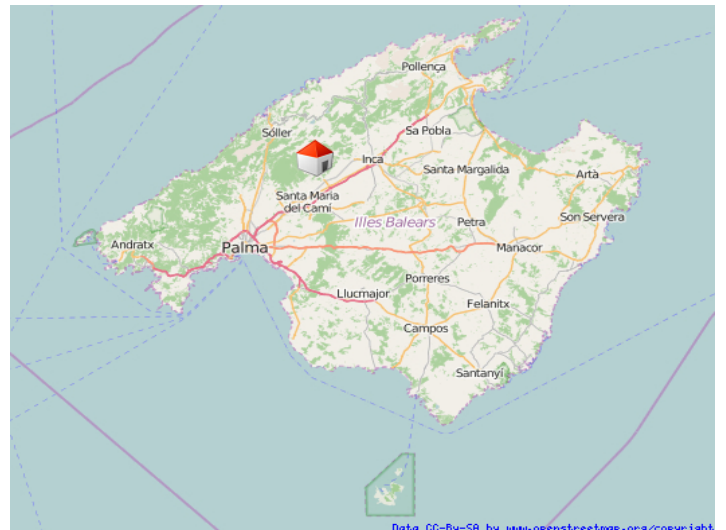 Pollença
Sóller
Sa Pobla
Inca
Santa Margalida
Artà
Santa Maria
del Camí
Illes Balears
Petra
Son Servera
Andratx
Palma
Manacor
Porreres
Llucmajor
Felanitx
Campos
Santanyí
Data CC-By-SA by www.openstreetmap.org/copyright